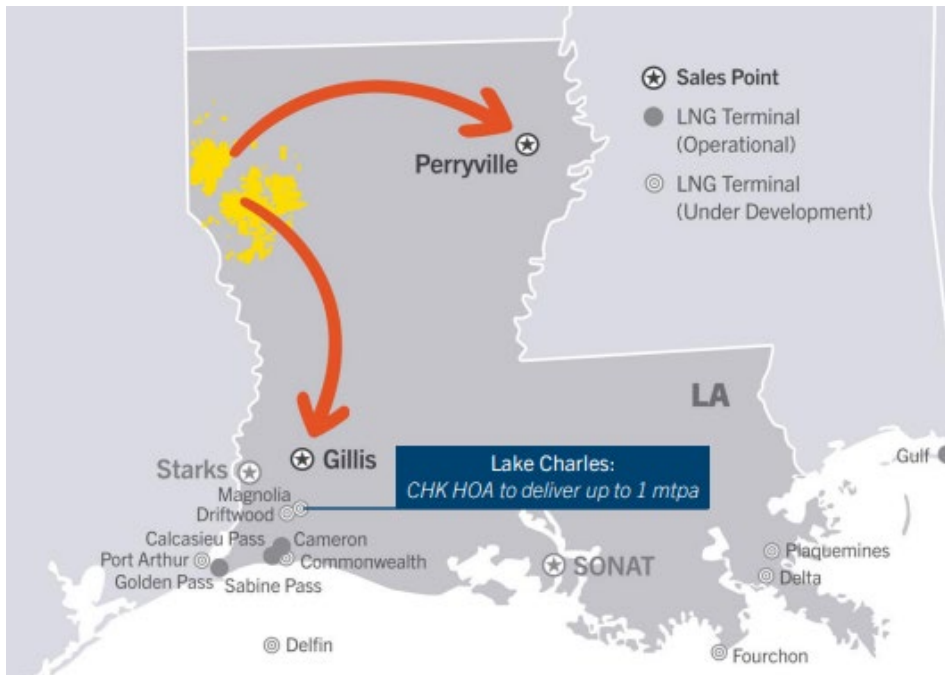 Sales Point
LNG Terminal
(Operational)
LNG Terminal
(Under Development)
Perryville
LA
Starks
Gillis
Lake Charles:
CHK HOA to deliver up to 1 mtpa
Gulf
Magnolia
Driftwood
Calcasieu Pass
Cameron
Port Arthur
Commonwealth
Golden Pass
Sabine Pass
SONAT
Plaquemines
Delta
Delfin
Fourchon